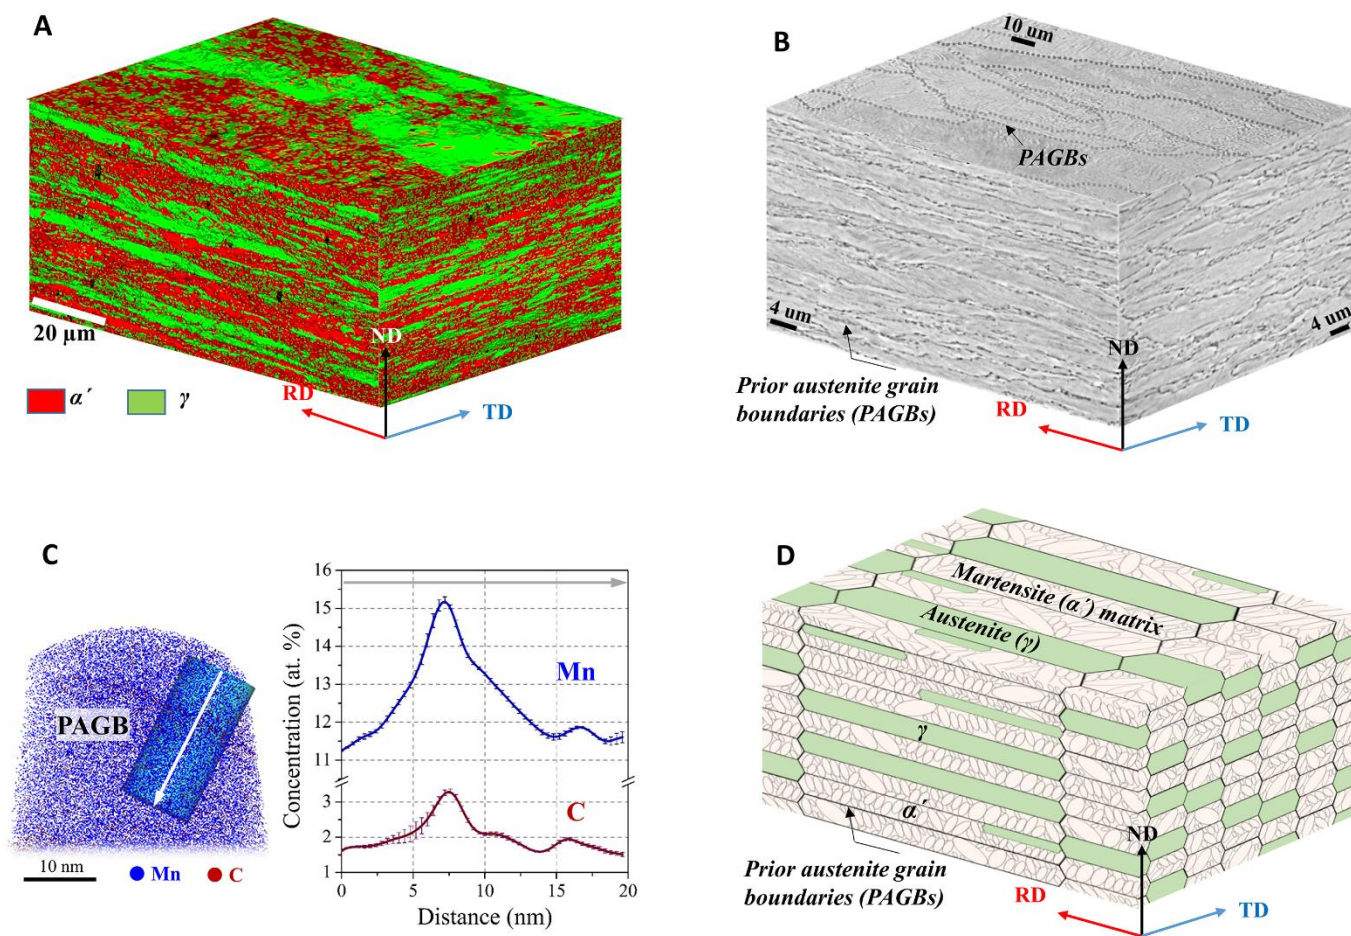 A
20 µm
ND
RD
TD
α´
γ
B
10 um
PAGBs
4 um
4 um
ND
Prior austenite grain
boundaries (PAGBs)
RD
TD
C
PAGB
10 nm
Mn
C
16
15
14
13
12
11
3
2
1
Concentration (at. %)
Mn
C
0
5
10
15
20
Distance (nm)
D
Martensite (α´) matrix
Austenite (γ)
γ
α´
ND
Prior austenite grain
boundaries (PAGBs)
RD
TD